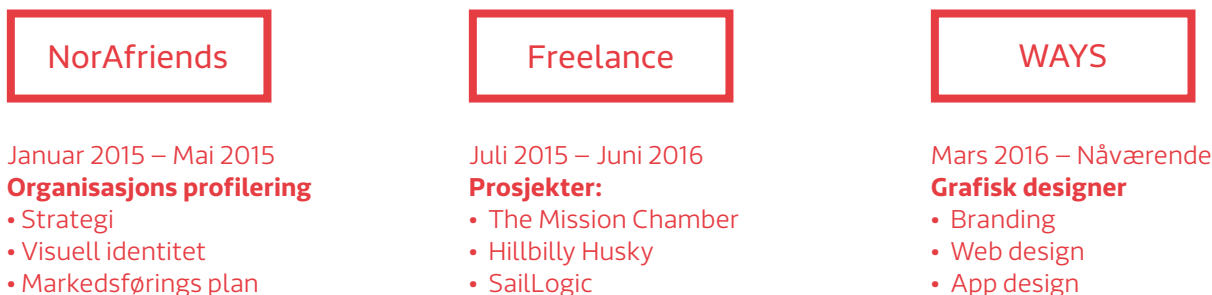 NorAfriends
Januar 2015 – Mai 2015
Organisasjons profilering
• Strategi
• Visuell identitet
• Markedsførings plan
Freelance
Juli 2015 – Juni 2016
Prosjekter:
• The Mission Chamber
• Hillbilly Husky
• SailLogic
WAYS
Mars 2016 – Nåværende
Grafisk designer
• Branding
• Web design
• App design